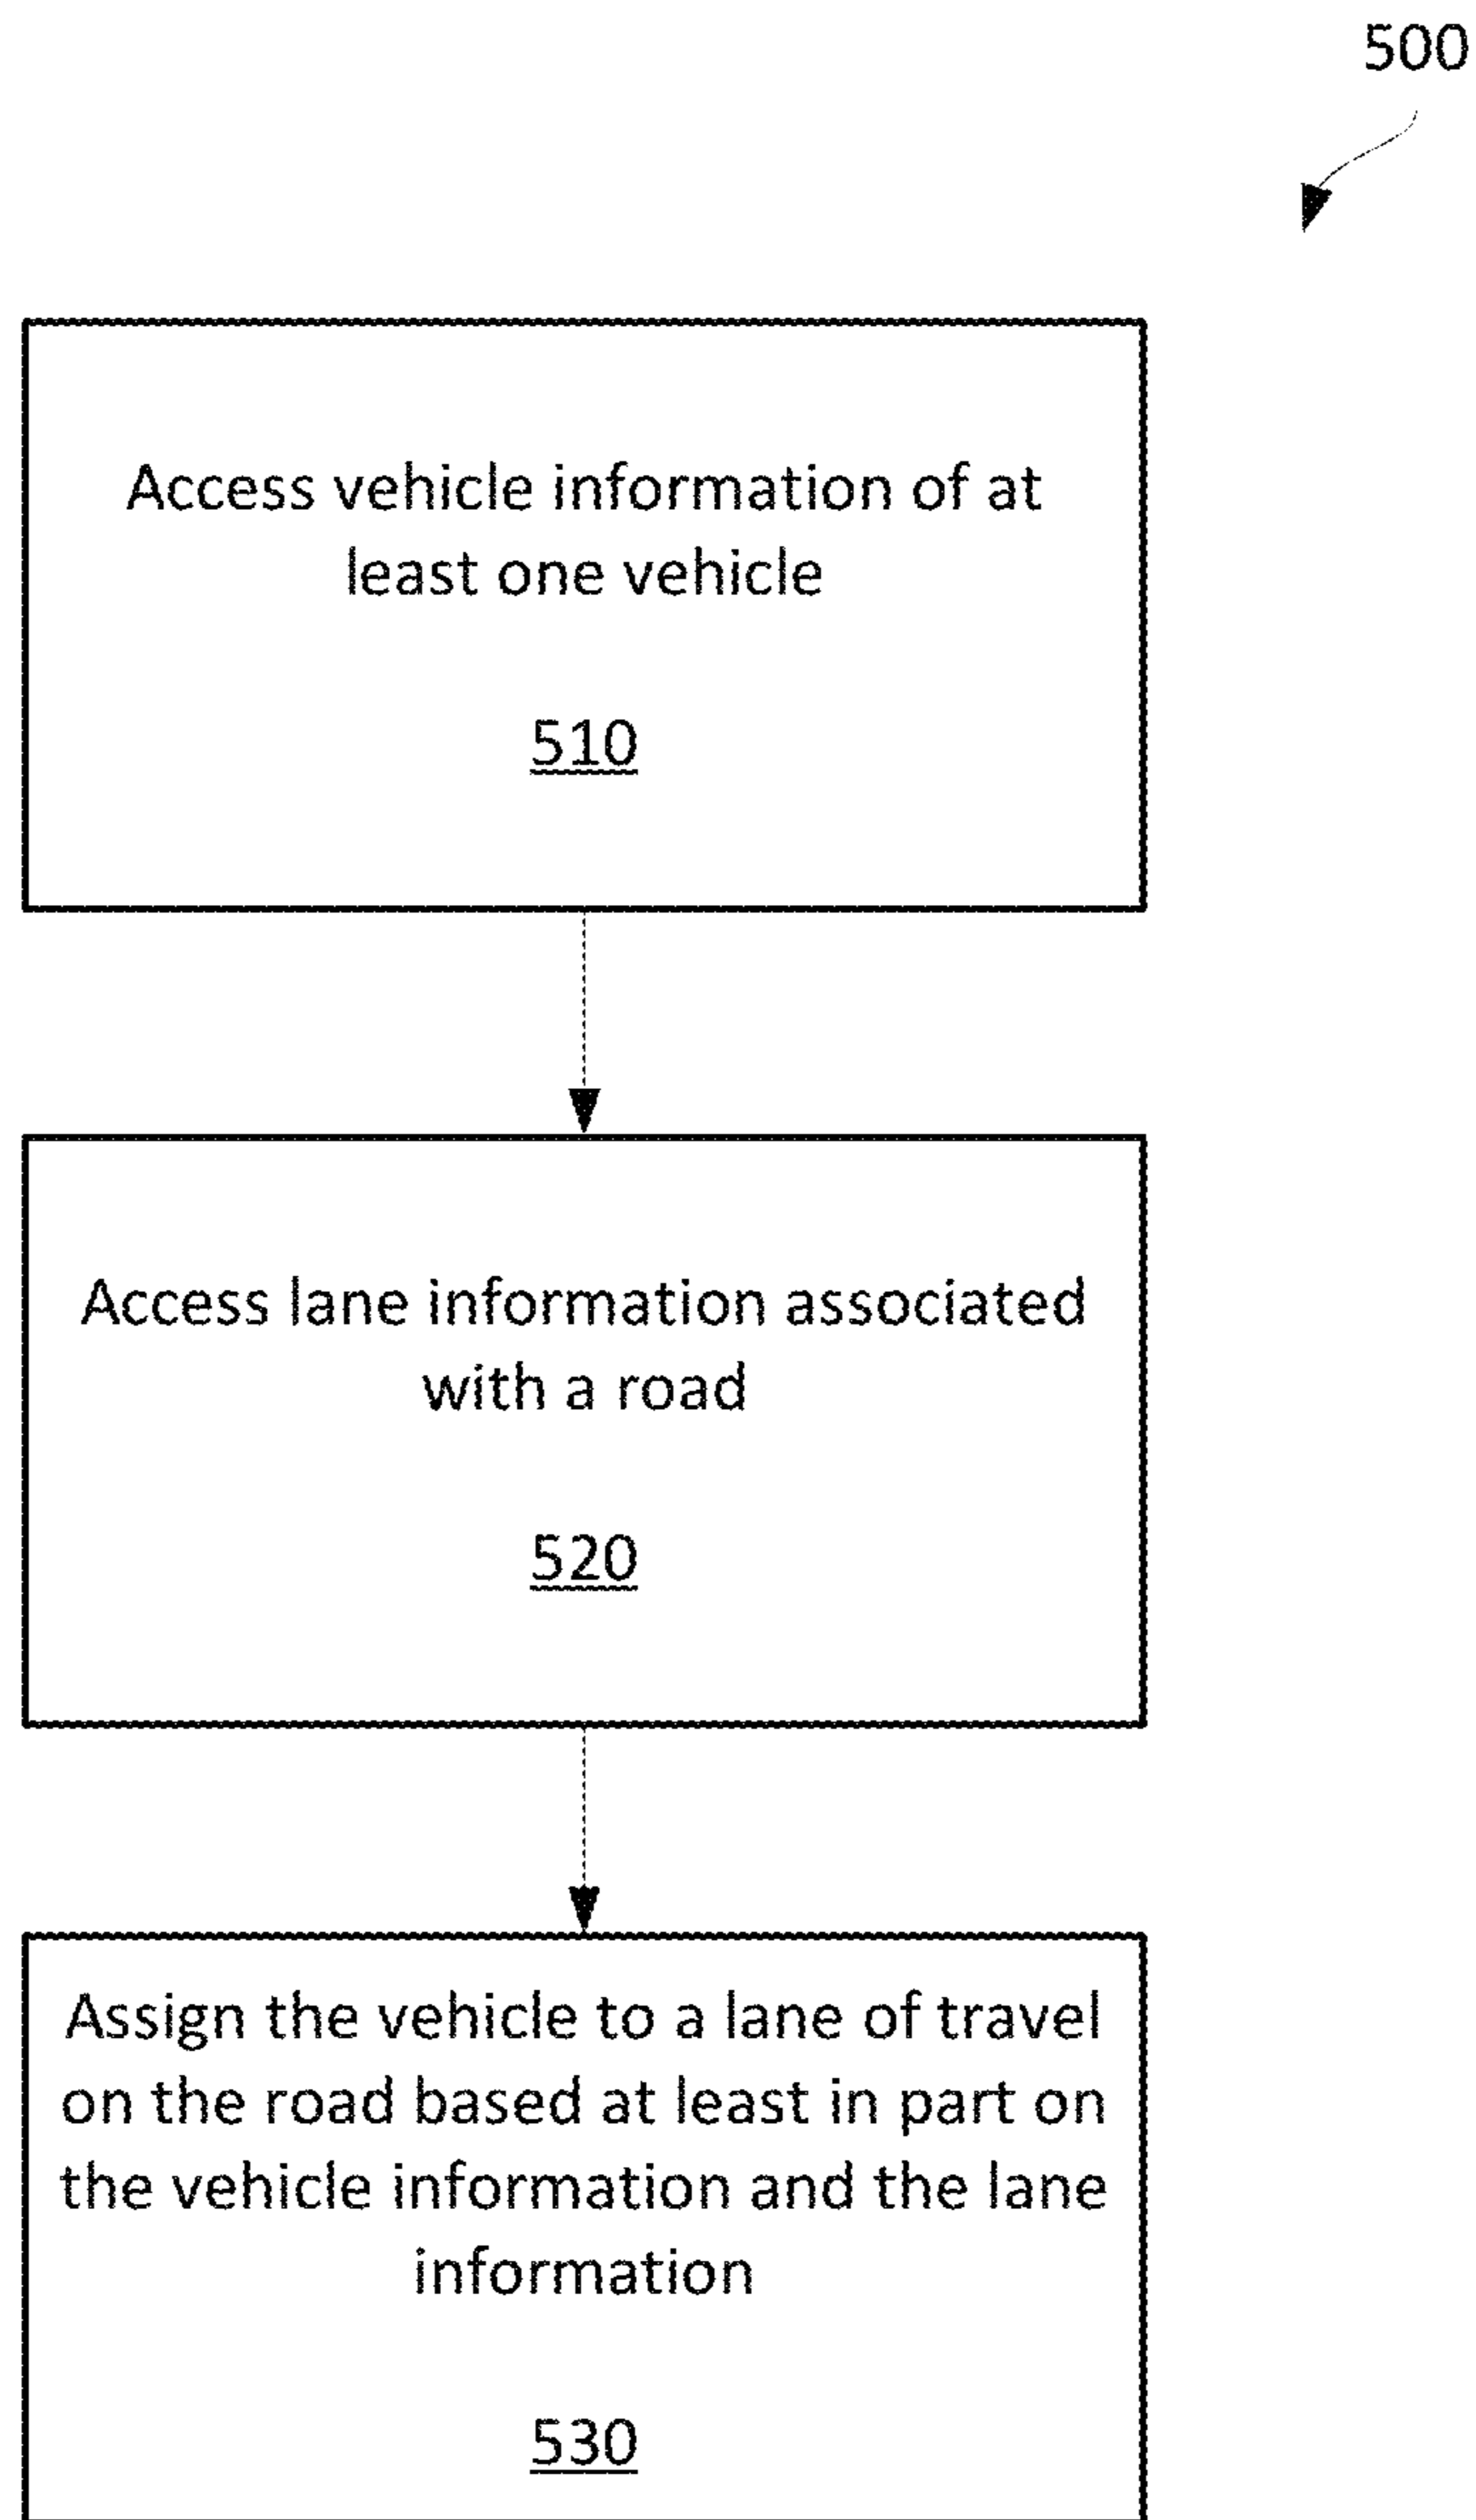 500
Access vehicle information of at
least one vehicle
510
Access lane information associated
with a road
520
Assign the vehicle to a lane of travel
on the road based at least in part on
the vehicle information and the lane
information
530